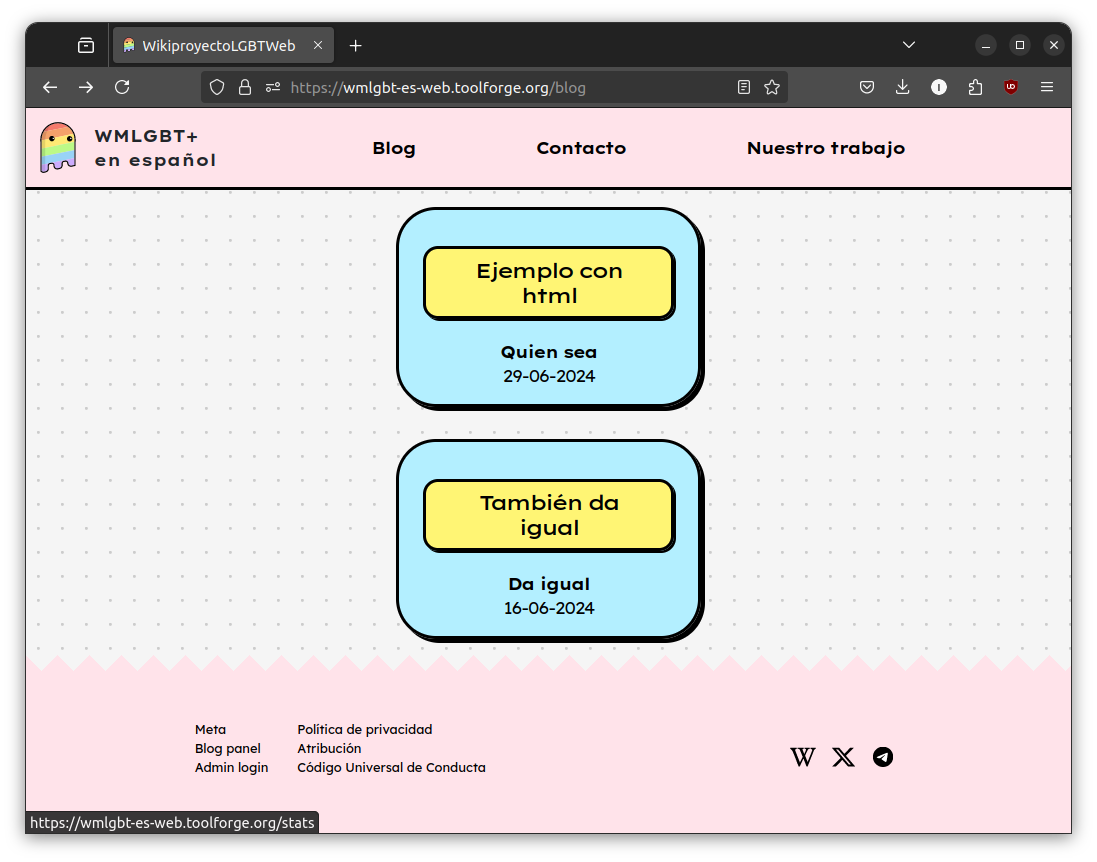 WikiproyectoLGBTWeb
https://wmlgbt-es-web.toolforge.org/blog
WMLGBT+
en español
Blog
Contacto
Nuestro trabajo
Ejemplo con
html
Quien sea
29-06-2024
También da
igual
Da igual
16-06-2024
Meta
Blog panel
Admin login
Política de privacidad
Atribución
Código Universal de Conducta
https://wmlgbt-es-web.toolforge.org/stats